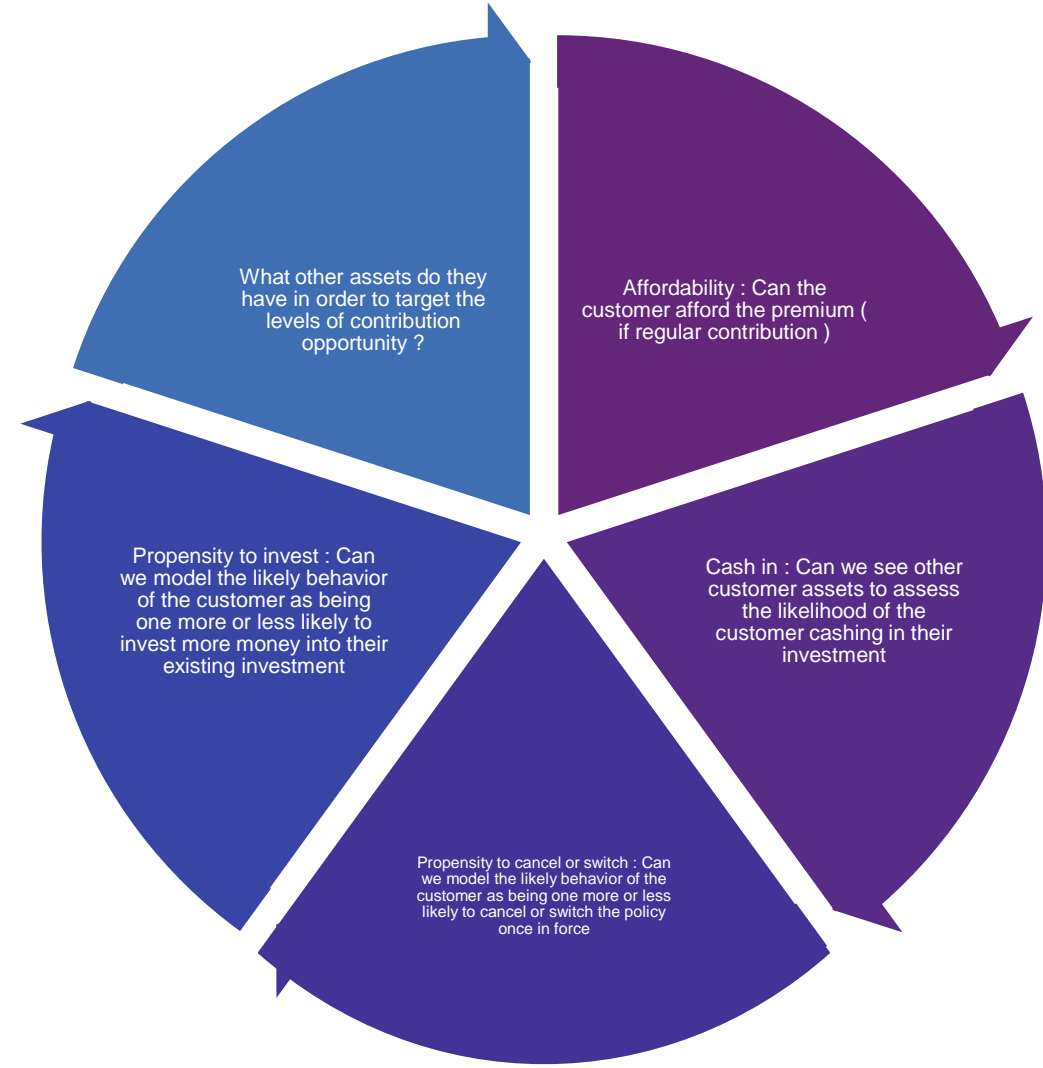 What other assets do they
have in order to target the
levels of contribution
opportunity ?
Affordability : Can the
customer afford the premium (
if regular contribution )
Propensity to invest : Can
we model the likely behavior
of the customer as being
one more or less likely to
invest more money into their
existing investment
Cash in : Can we see other
customer assets to assess
the likelihood of the
customer cashing in their
investment
Propensity to cancel or switch : Can
we model the likely behavior of the
customer as being one more or less
likely to cancel or switch the policy
once in force